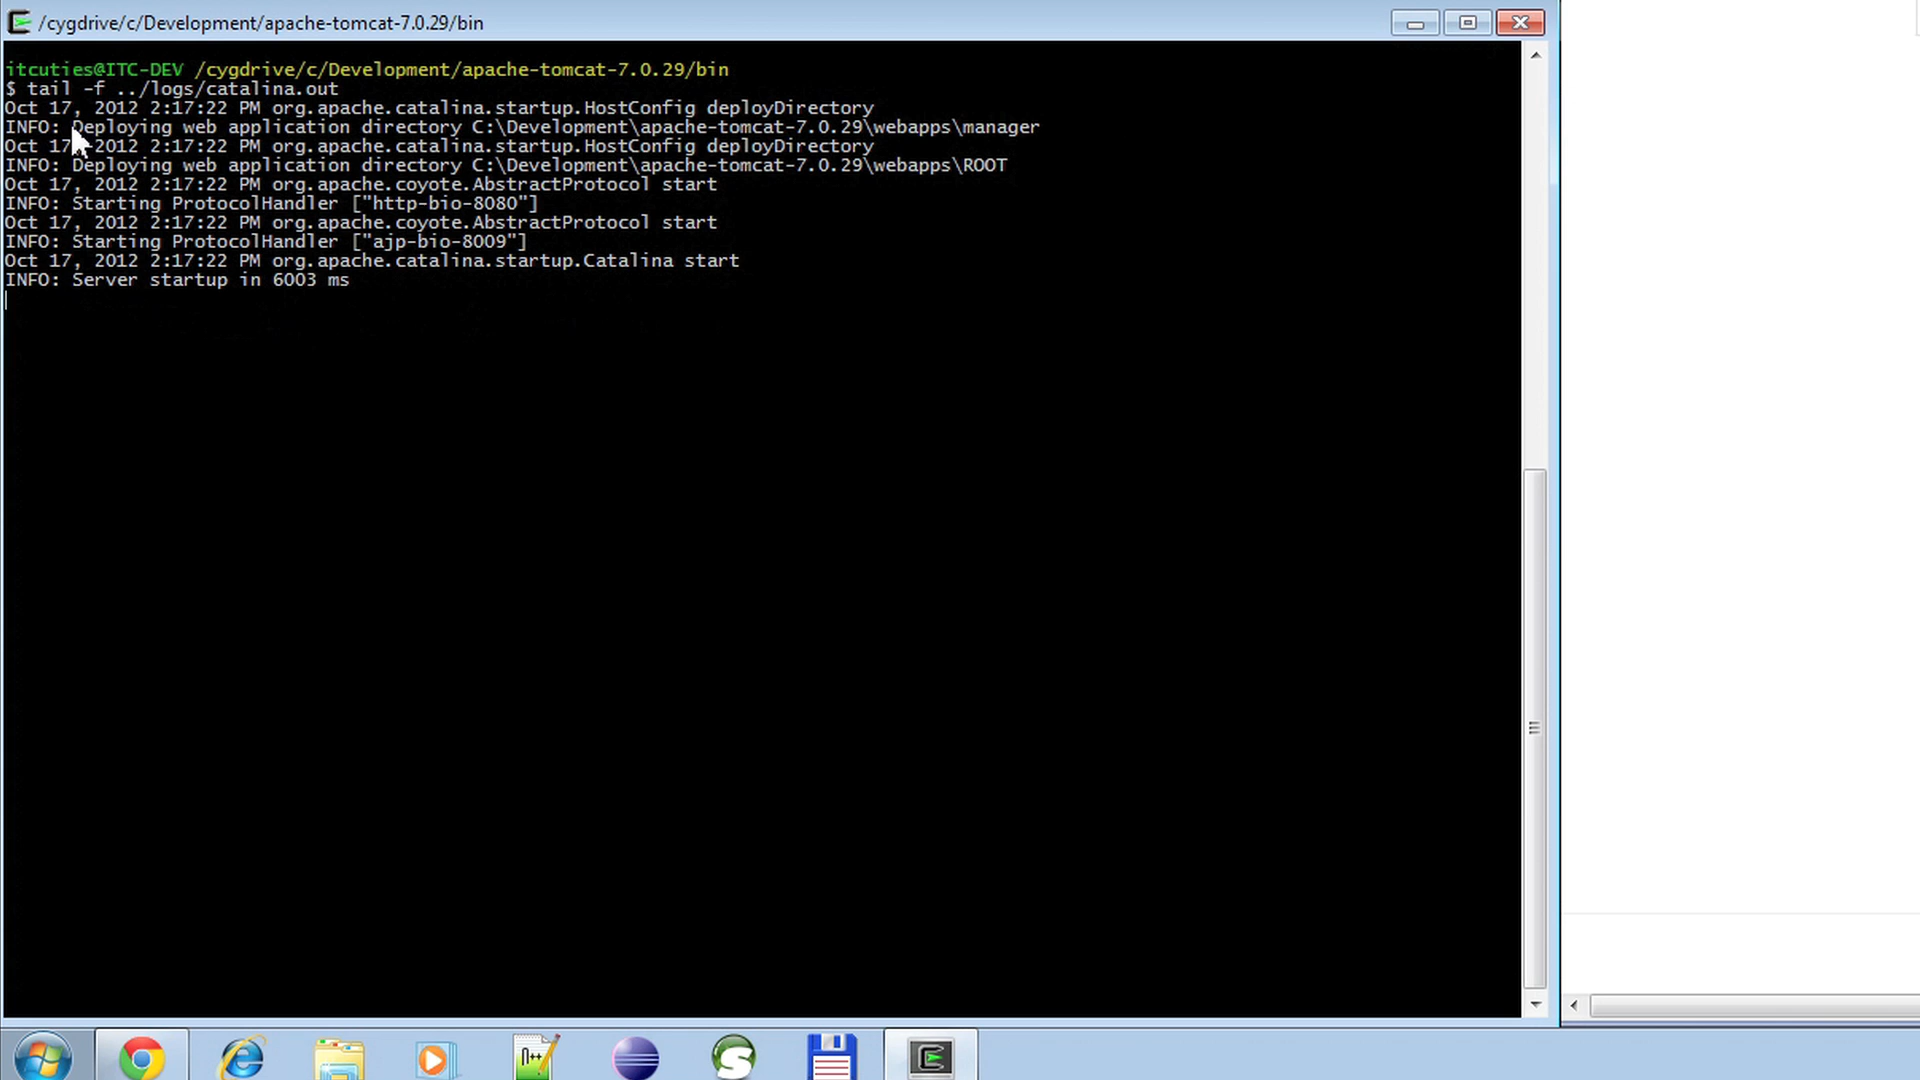 /cygdrive/c/Development/apache-tomcat-7.0.29/bin
itcuties@ITC-DEV /cygdrive/c/Development/apache-tomcat-7.0.29/bin
$ tail -f ../logs/catalina.out
Oct 17, 2012 2:17:22 PM org.apache.catalina.startup.HostConfig deployDirectory
INFO: Deploying web application directory C:\Development\apache-tomcat-7.0.29\webapps\manager
Oct 17, 2012 2:17:22 PM org.apache.catalina.startup.HostConfig deployDirectory
INFO: Deploying web application directory C:\Development\apache-tomcat-7.0.29\webapps\ROOT
Oct 17, 2012 2:17:22 PM org.apache.coyote.AbstractProtocol start
INFO: Starting ProtocolHandler ["http-bio-8080"]
Oct 17, 2012 2:17:22 PM org.apache.coyote.AbstractProtocol start
INFO: Starting ProtocolHandler ["ajp-bio-8009"]
Oct 17, 2012 2:17:22 PM org.apache.catalina.startup.Catalina start
INFO: Server startup in 6003 ms